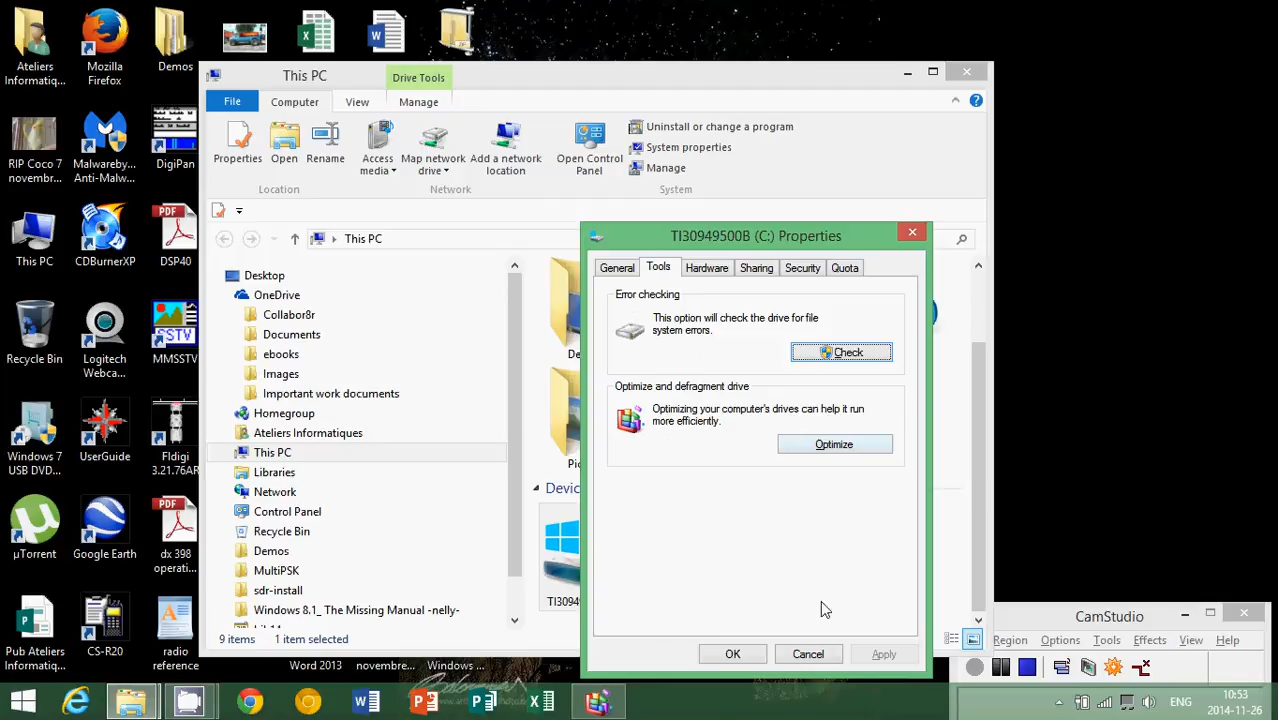 Ateliers
Informatiq...
Mozilla
Firefox
Demos
This PC
Drive Tools
File
Computer
View
Manage
Properties
Open
Rename
Access
media
Map network
drive
Add a network
location
Open Control
Panel
Uninstall or change a program
System properties
Manage
Location
Network
System
This PC
RIP Coco 7
novembr...
Malwareby...
Anti-Malw...
DigiPan
This PC
CDBurnerXP
DSP40
Recycle Bin
Logitech
Webca...
SSTV
MMSSTV
Windows 7
USB DVD...
UserGuide
Fldigi
3.21.76AR
µTorrent
Google Earth
dx 398
operati...
Pub Ateliers
Informatiq...
CS-R20
radio
reference
Word 2013
novembre...
Windows ...
Desktop
OneDrive
Collabor8r
Documents
ebooks
Images
Important work documents
Homegroup
Ateliers Informatiques
This PC
Libraries
Network
Control Panel
Recycle Bin
Demos
MultiPSK
sdr-install
Windows 8.1_ The Missing Manual -nelly-
9 items
1 item selected
De
Pic
Devic
TI3094
TI30949500B (C:) Properties
General
Tools
Hardware
Sharing
Security
Quota
Error checking
This option will check the drive for file
system errors.
Check
Optimize and defragment drive
Optimizing your computer's drives can help it run
more efficiently.
Optimize
OK
Cancel
Apply
CamStudio
Region
Options
Tools
Effects
View
Help
ENG
10:53
2014-11-26